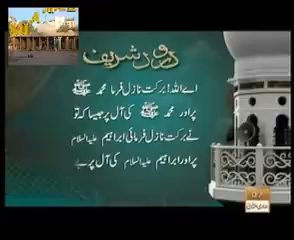 درود شریف
اے اللہ! برکت نازل فرما محمد ﷺ
پر اور محمد ﷺ کی آل پر جیسا کہ تو
نے برکت نازل فرمائی ابراہیم علیہ السلام
پر اور ابراہیم علیہ السلام کی آل پر بے